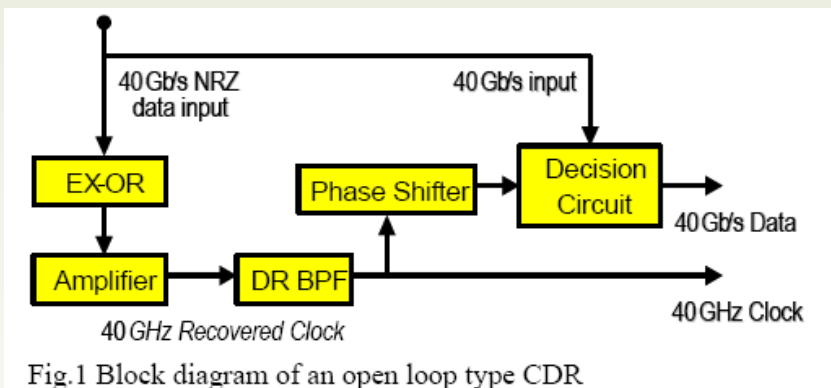 40 Gb/s NRZ
data input
40 Gb/s input
EX-OR
Phase Shifter
Decision
Circuit
40 Gb/s Data
Amplifier
DR BPF
40 GHz Recovered Clock
40 GHz Clock
Fig.1 Block diagram of an open loop type CDR